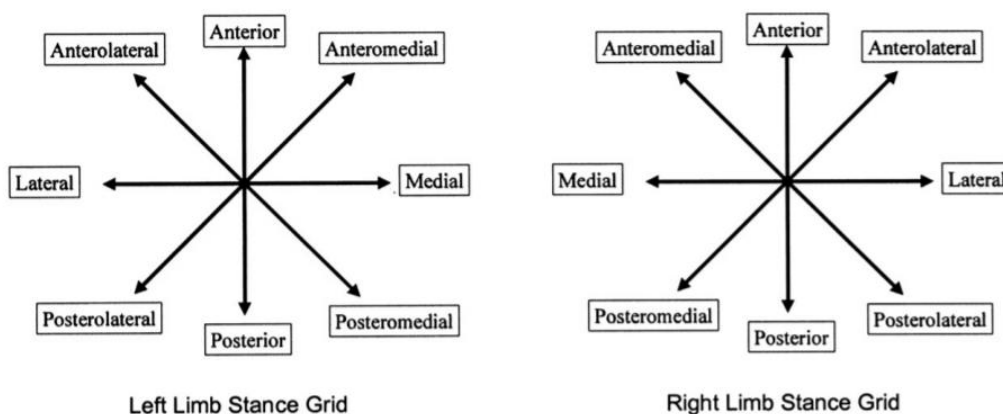 Anterior
Anterolateral
Anteromedial
Lateral
Medial
Posterolateral
Posteromedial
Posterior
Left Limb Stance Grid
Anterior
Anteromedial
Anterolateral
Medial
Lateral
Posteromedial
Posterolateral
Posterior
Right Limb Stance Grid